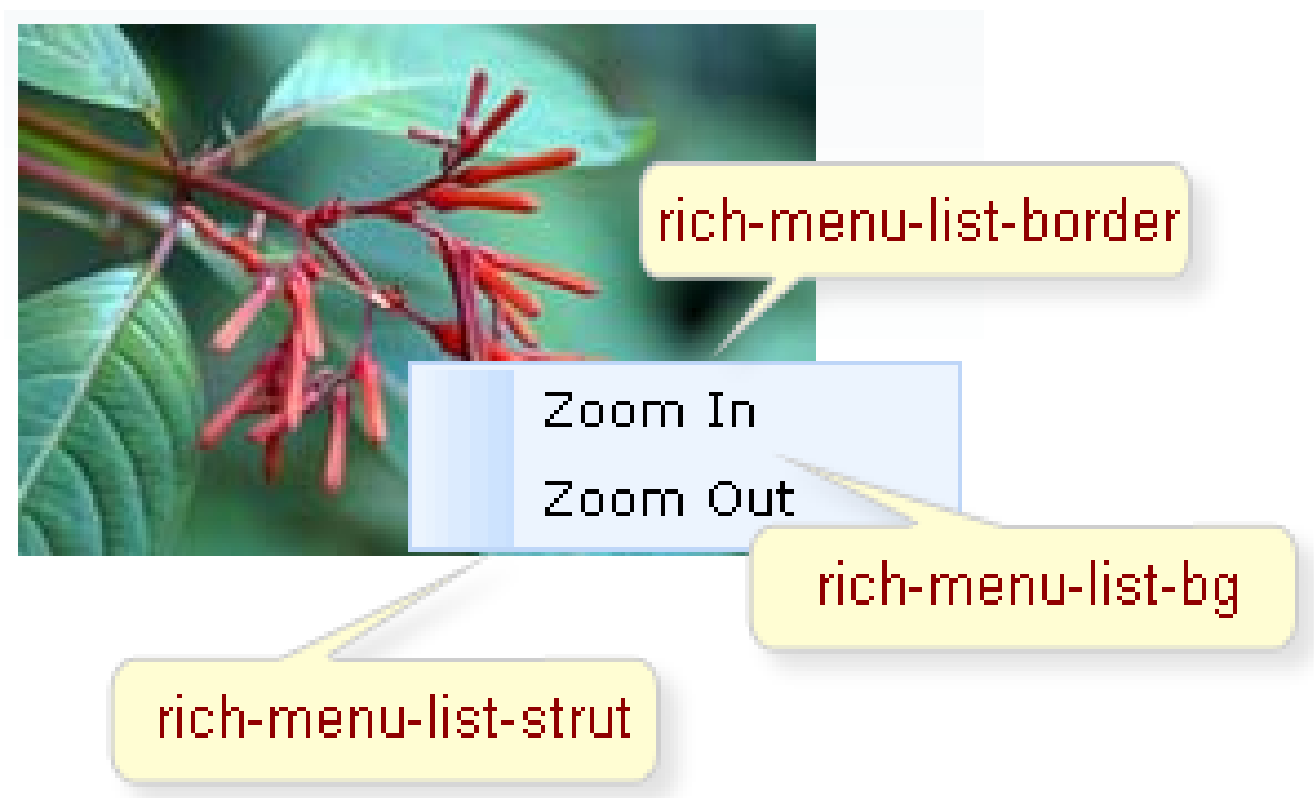 rich-menu-list-border
Zoom In
Zoom Out
rich-menu-list-bg
rich-menu-list-strut